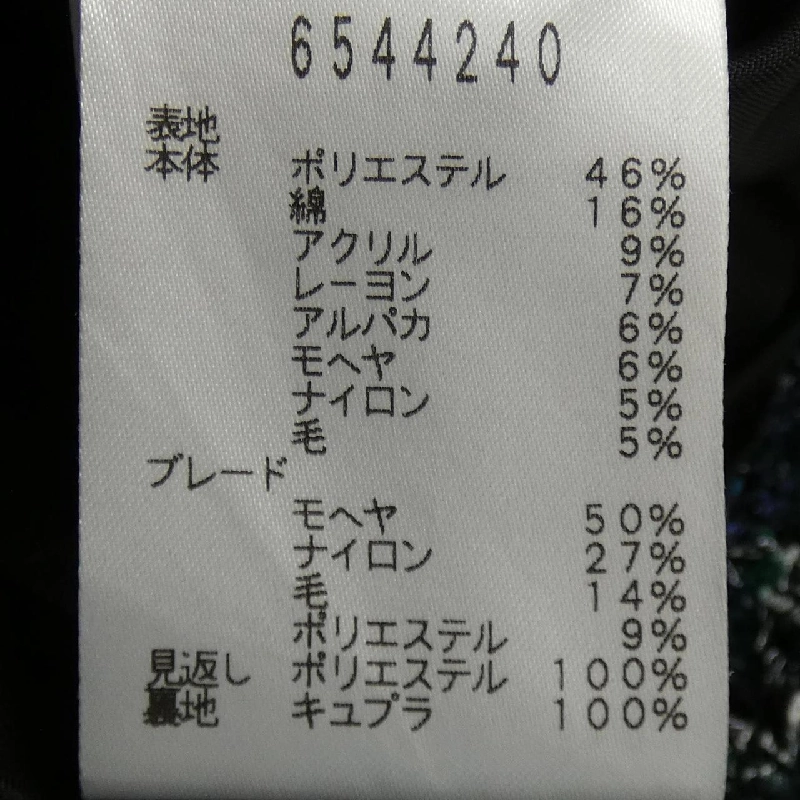 6544240
表地
本体 ポリエステル 46%
綿 16%
アクリル 9%
レーヨン 7%
アルパカ 6%
モヘヤ 6%
ナイロン 5%
毛 5%
ブレード
モヘヤ 50%
ナイロン 27%
毛 14%
ポリエステル 9%
見返し ポリエステル 100%
裏地 キュプラ 100%